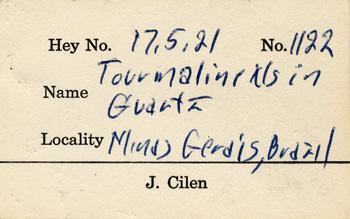 Hey No. 17,5,21 No. 1122
Name Tourmaline xls in
Quartz
Locality Minas Gerais, Brazil
J. Cilen